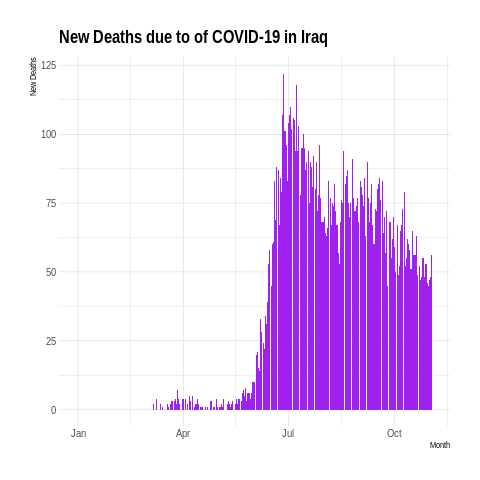 New Deaths due to of COVID-19 in Iraq
New Deaths
125
100
75
50
25
0
Jan
Apr
Jul
Oct
Month